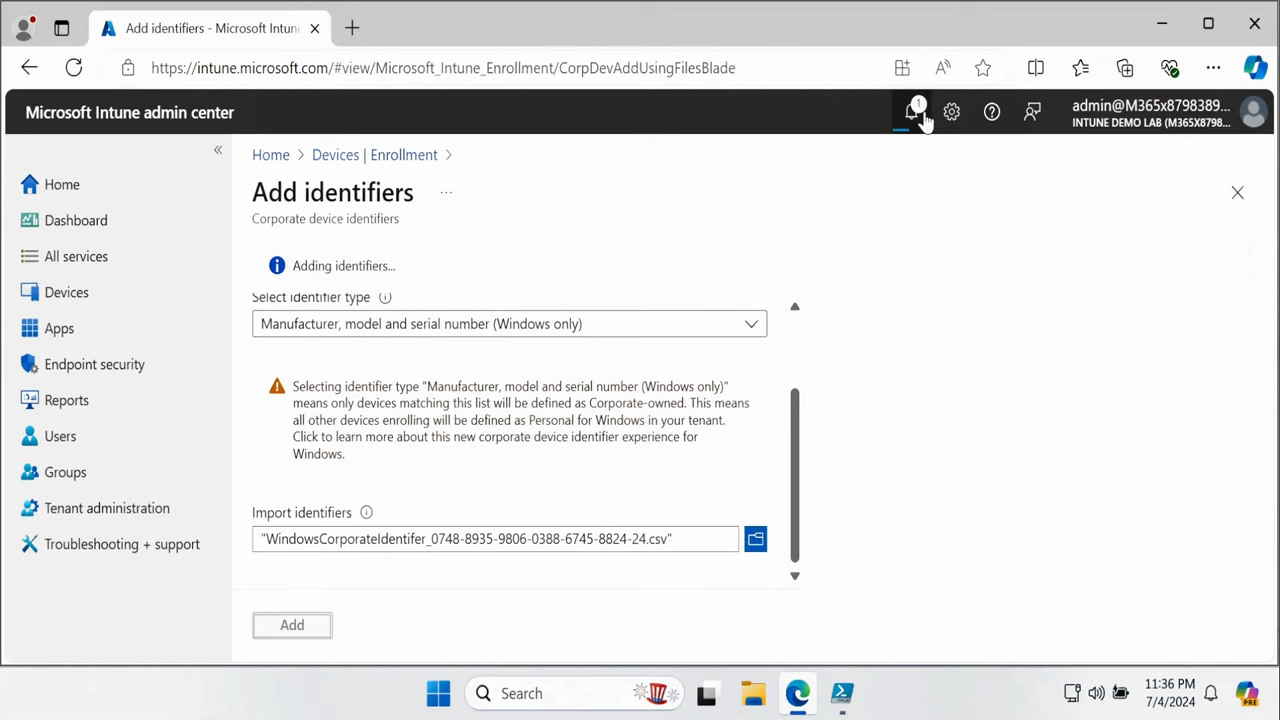 Add identifiers - Microsoft Intun
https://intune.microsoft.com/#view/Microsoft_Intune_Enrollment/CorpDevAddUsingFilesBlade
Microsoft Intune admin center
1
admin@M365x8798389...
INTUNE DEMO LAB (M365X8798...
Home
Dashboard
All services
Devices
Apps
Endpoint security
Reports
Users
Groups
Tenant administration
Troubleshooting + support
Home > Devices | Enrollment >
Add identifiers ...
Corporate device identifiers
Adding identifiers...
Select identifier type
Manufacturer, model and serial number (Windows only)
Selecting identifier type "Manufacturer, model and serial number (Windows only)"
means only devices matching this list will be defined as Corporate-owned. This means
all other devices enrolling will be defined as Personal for Windows in your tenant.
Click to learn more about this new corporate device identifier experience for
Windows.
Import identifiers
"WindowsCorporateIdentifer_0748-8935-9806-0388-6745-8824-24.csv"
Add
Search
11:36 PM
7/4/2024
PRE